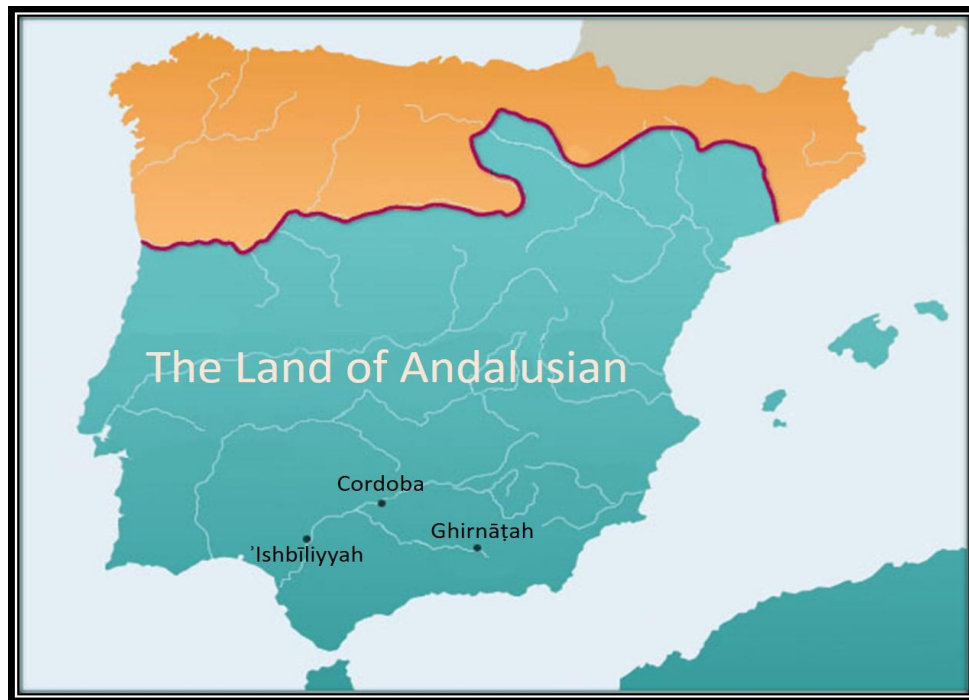 The Land of Andalusian
Cordoba
Ghirnāṭah
ʾIshbīliyyah